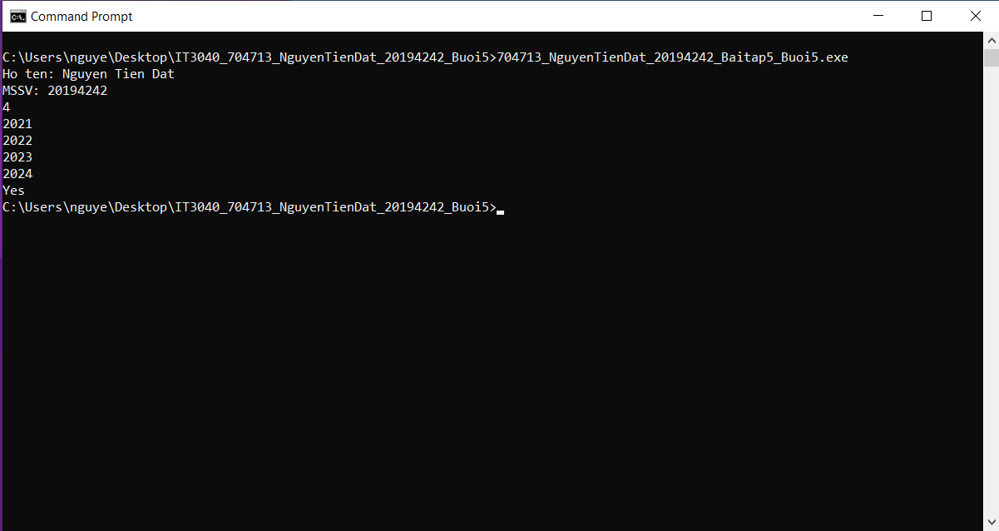 Command Prompt
C:\Users\nguye\Desktop\IT3040_704713_NguyenTienDat_20194242_Buoi5>704713_NguyenTienDat_20194242_Baitap5_Buoi5.exe
Ho ten: Nguyen Tien Dat
MSSV: 20194242
4
2021
2022
2023
2024
Yes
C:\Users\nguye\Desktop\IT3040_704713_NguyenTienDat_20194242_Buoi5>